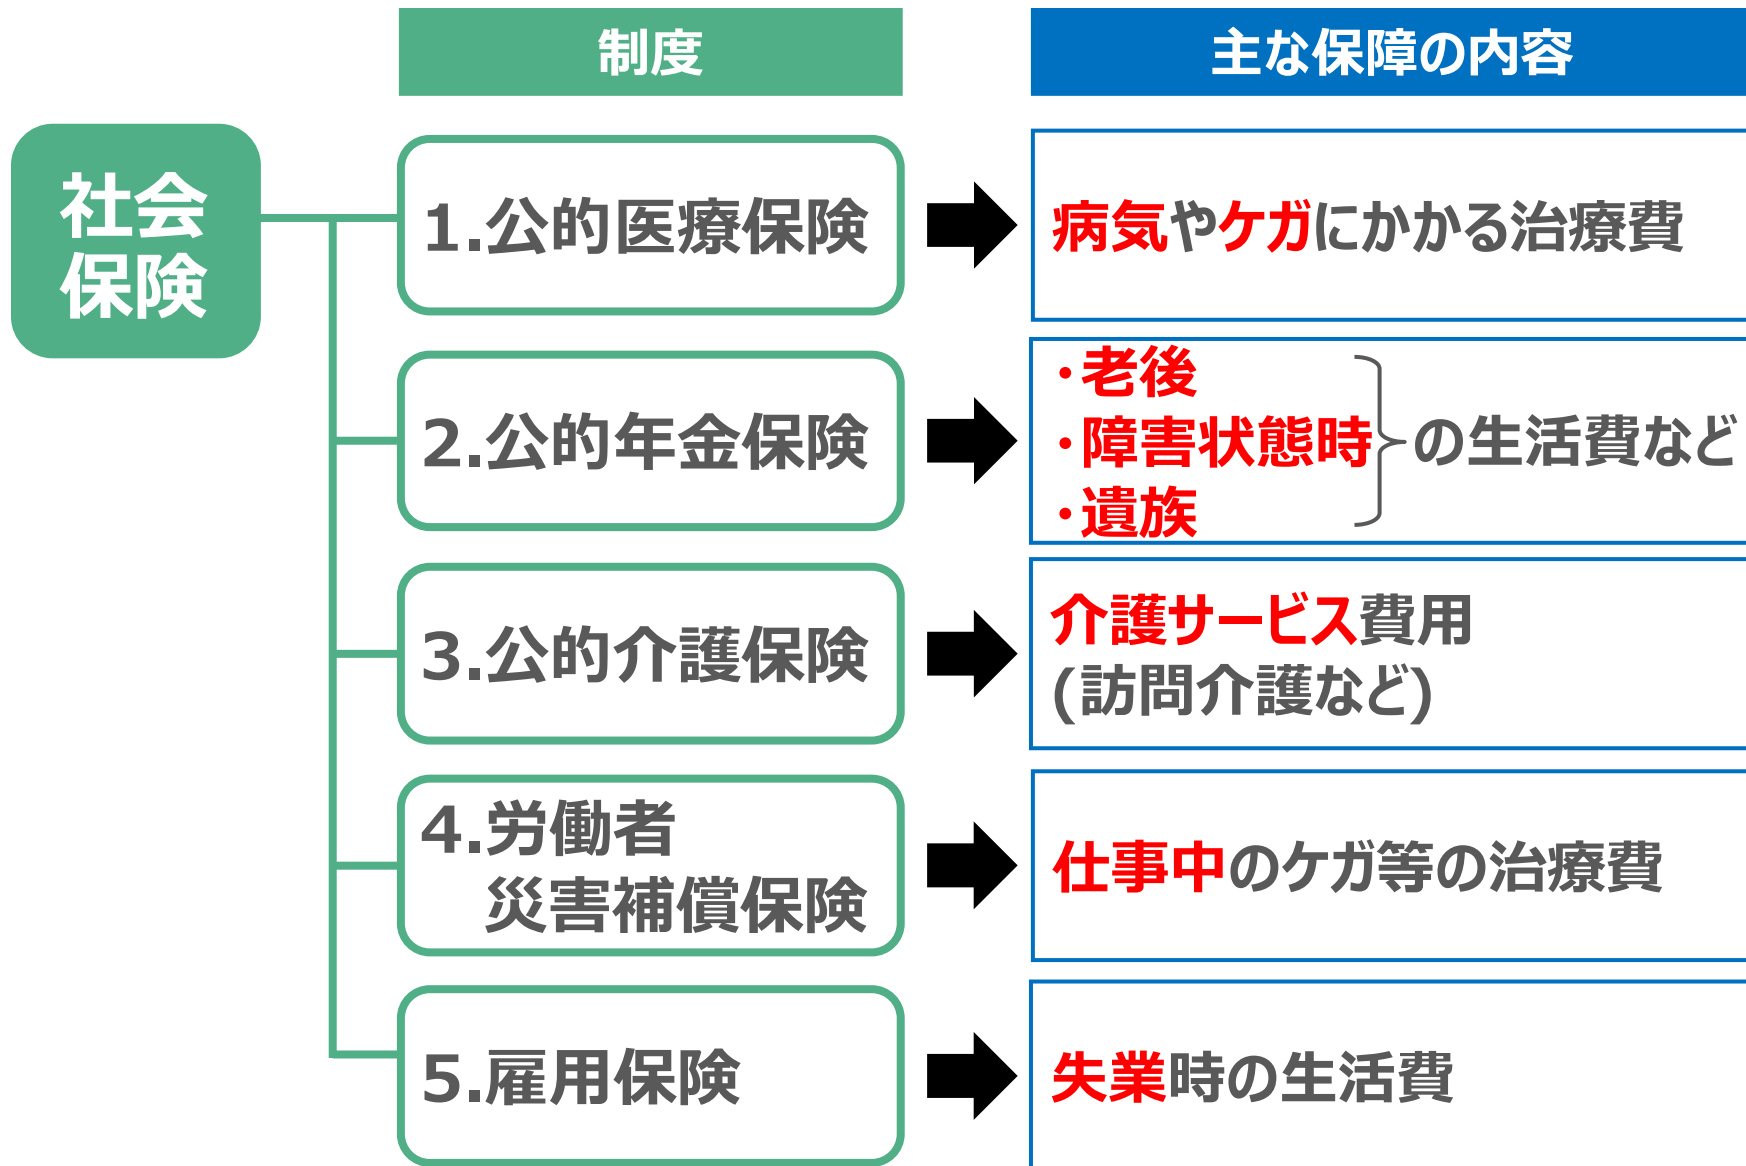 制度
主な保障の内容
社会
保険
1.公的医療保険
病気やケガにかかる治療費
2.公的年金保険
・老後
・障害状態時
・遺族
の生活費など
3.公的介護保険
介護サービス費用
(訪問介護など)
4.労働者
災害補償保険
仕事中のケガ等の治療費
5.雇用保険
失業時の生活費